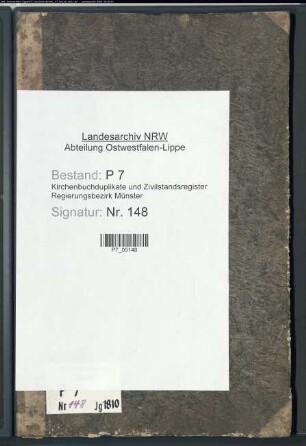 Landesarchiv NRW
Abteilung Ostwestfalen-Lippe
Bestand: P 7
Kirchenbuchduplikate und Zivilstandsregister
Regierungsbezirk Münster
Signatur: Nr. 148
P7_00148
P 7
Nr 148 Jg 1810